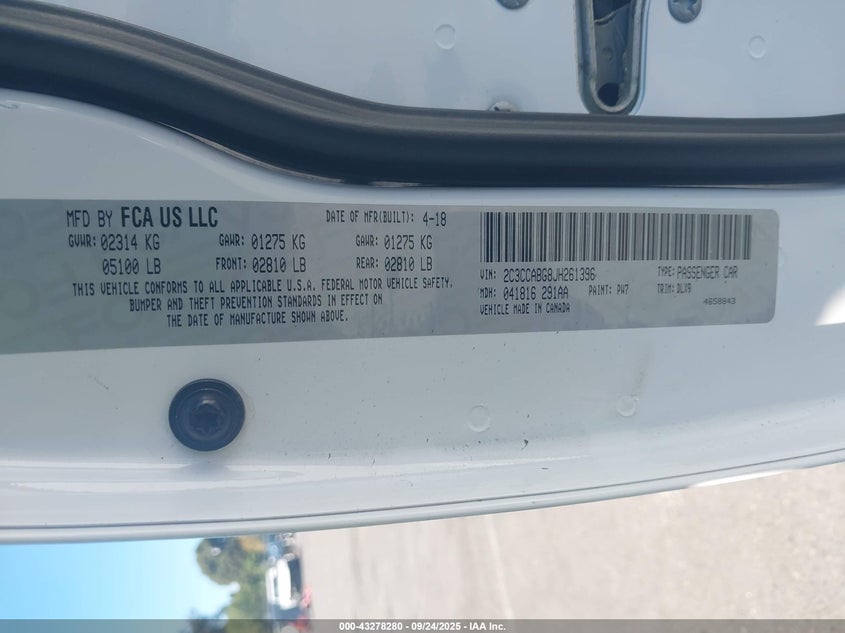 MFD BY FCA US LLC DATE OF MFR(BUILT): 4-18
GVWR: 02314 KG GAWR: 01275 KG GAWR: 01275 KG
05100 LB FRONT: 02810 LB REAR: 02810 LB
THIS VEHICLE CONFORMS TO ALL APPLICABLE U.S.A. FEDERAL MOTOR VEHICLE SAFETY,
BUMPER AND THEFT PREVENTION STANDARDS IN EFFECT ON
THE DATE OF MANUFACTURE SHOWN ABOVE.
VIN: 2C3CCABG8JH261396 TYPE: PASSENGER CAR
MDH: 041816 291AA PAINT: PW7 TRIM: DLX9
VEHICLE MADE IN CANADA 4658843
000-43278280 - 09/24/2025 - IAA Inc.